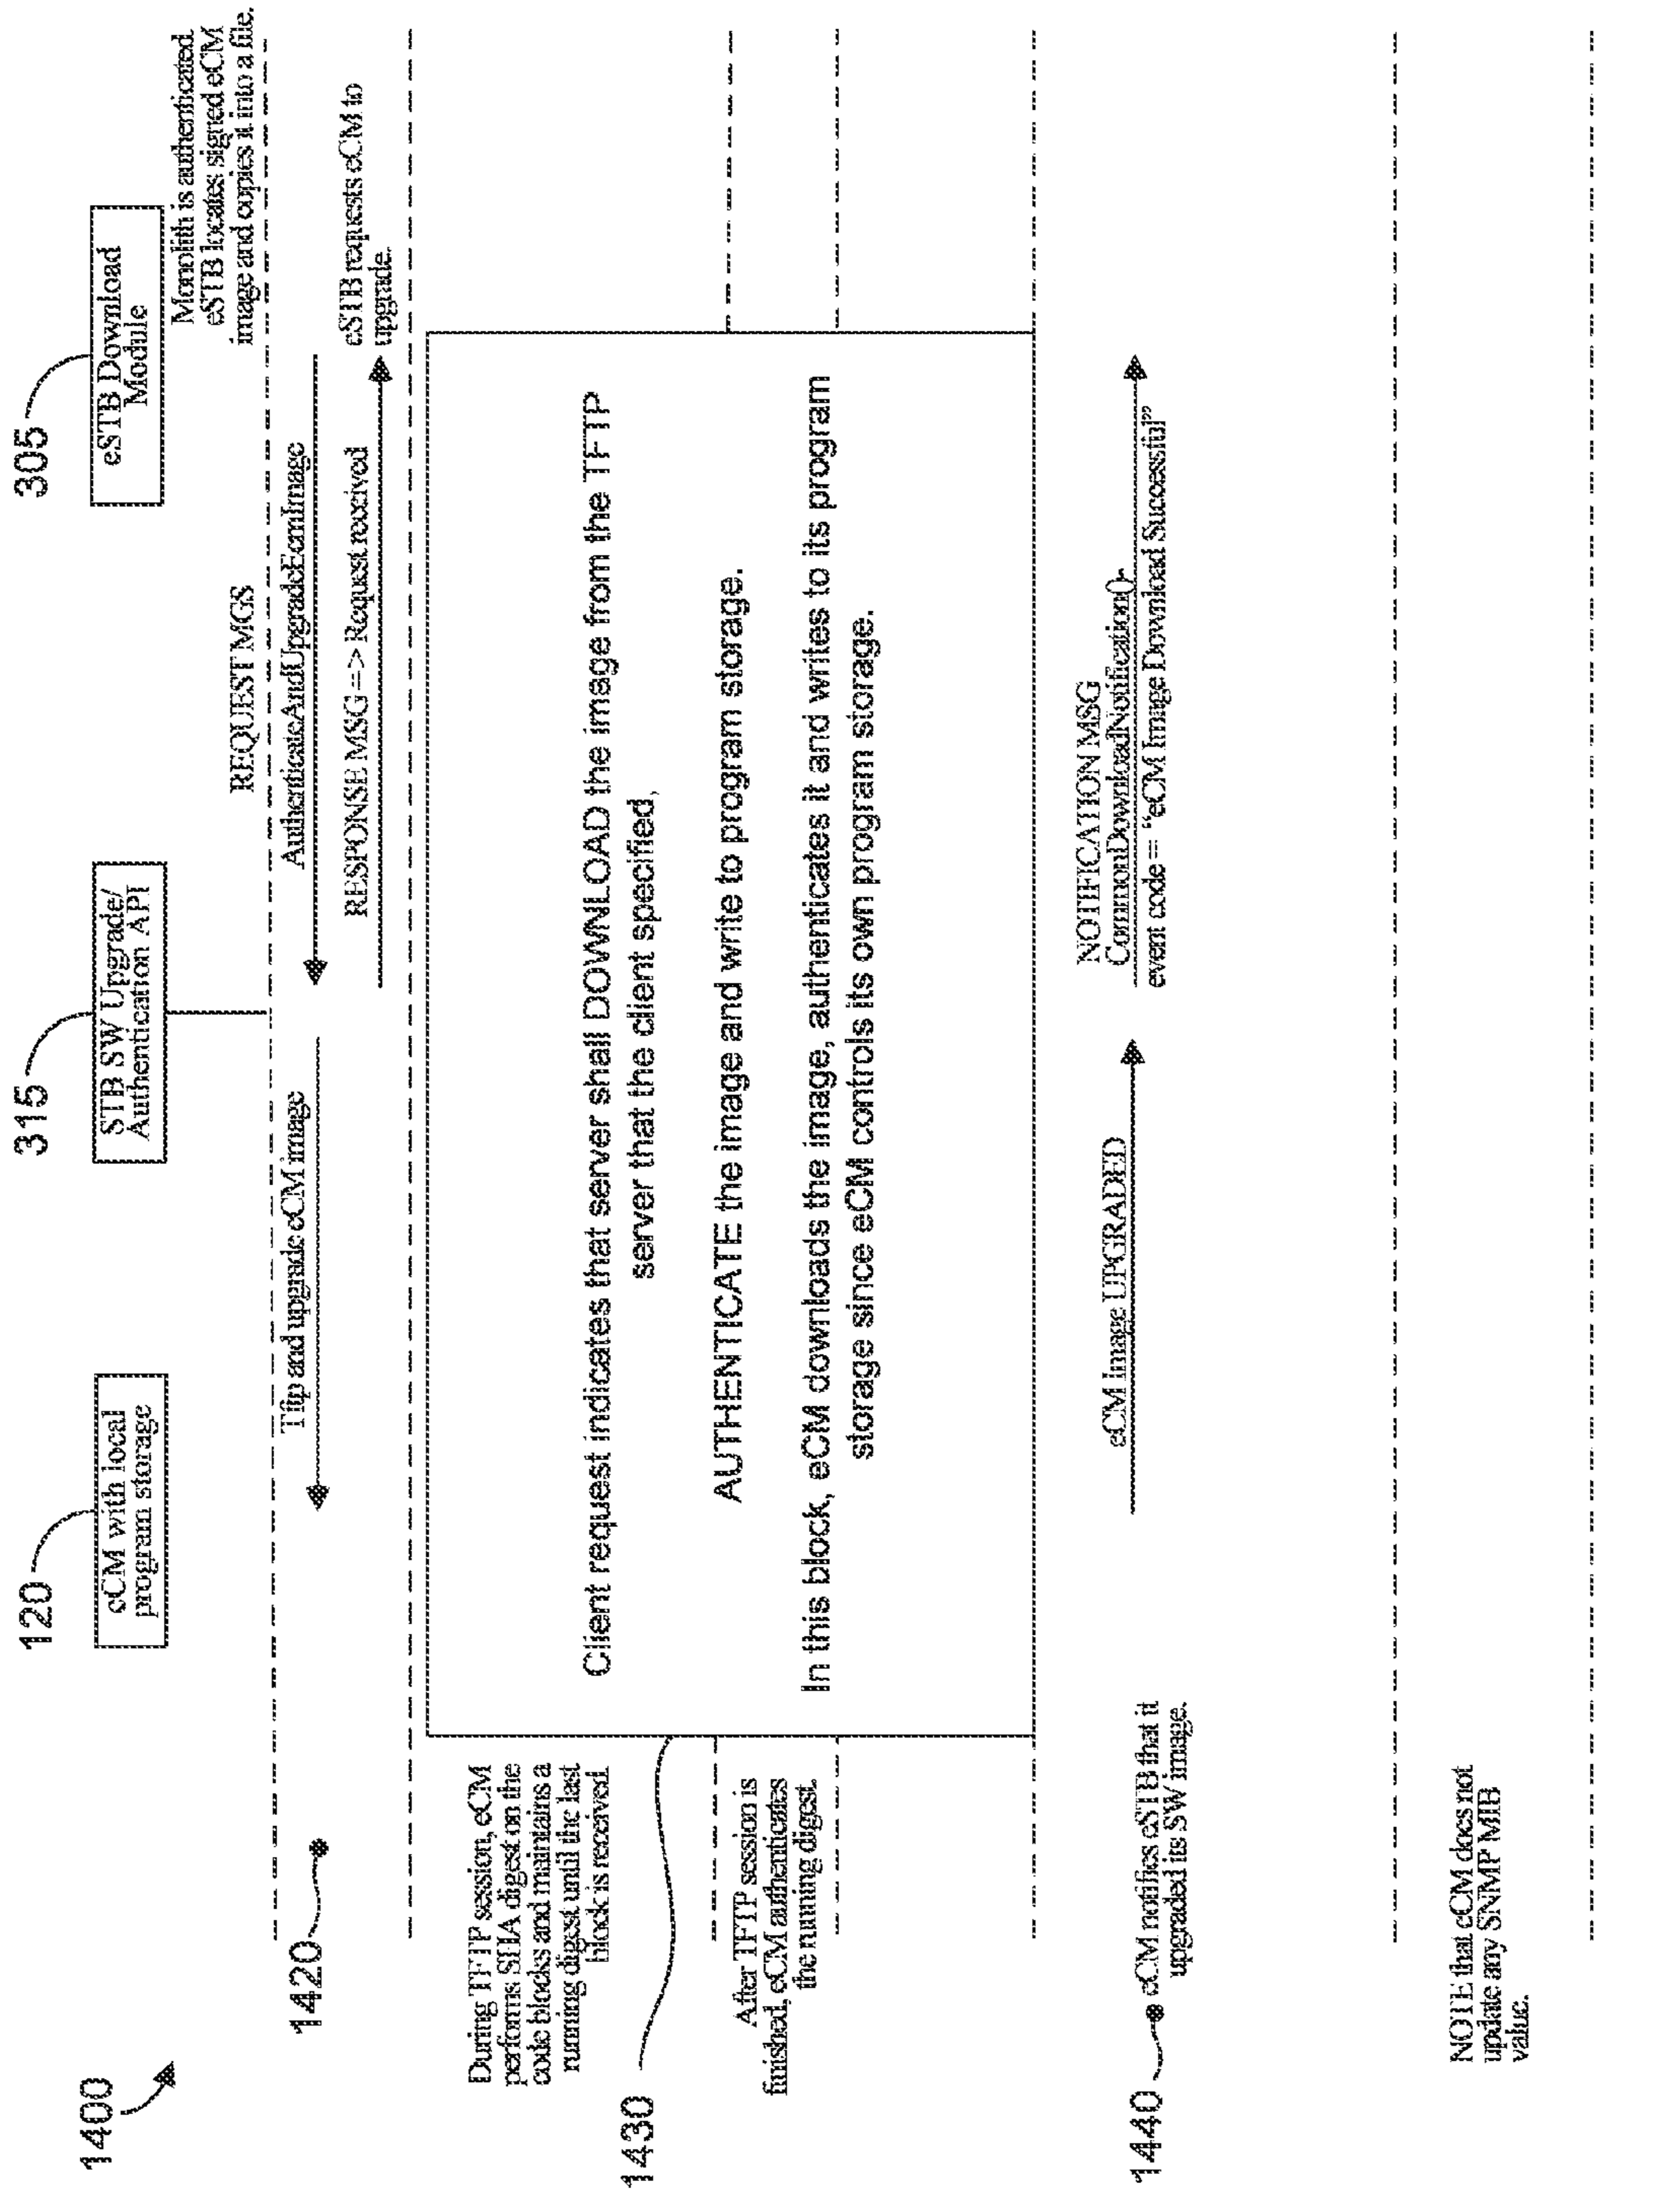 1400
120
315
305
eCM with local
program storage
STB SW Upgrade/
Authentication API
eSTB Download
Module
Monolith is authenticated.
eSTB locates signed eCM
image and copies it into a file.
REQUEST MGS
1420
Tftp and upgrade eCM image
AuthenticateAndUpgradeEcmImage
RESPONSE MSG => Request received
eSTB requests eCM to
upgrade.
During TFTP session, eCM
performs SHA digest on the
code blocks and maintains a
running digest until the last
block is received.
Client request indicates that server shall DOWNLOAD the image from the TFTP
server that the client specified,
1430
After TFTP session is
finished, eCM authenticates
the running digest.
AUTHENTICATE the image and write to program storage.
In this block, eCM downloads the image, authenticates it and writes to its program
storage since eCM controls its own program storage.
1440
eCM notifies eSTB that it
upgraded its SW image.
eCM Image UPGRADED
NOTIFICATION MSG
CommonDownloadNotification()-
event code = “eCM Image Download Successful”
NOTE that eCM does not
update any SNMP MIB
value.